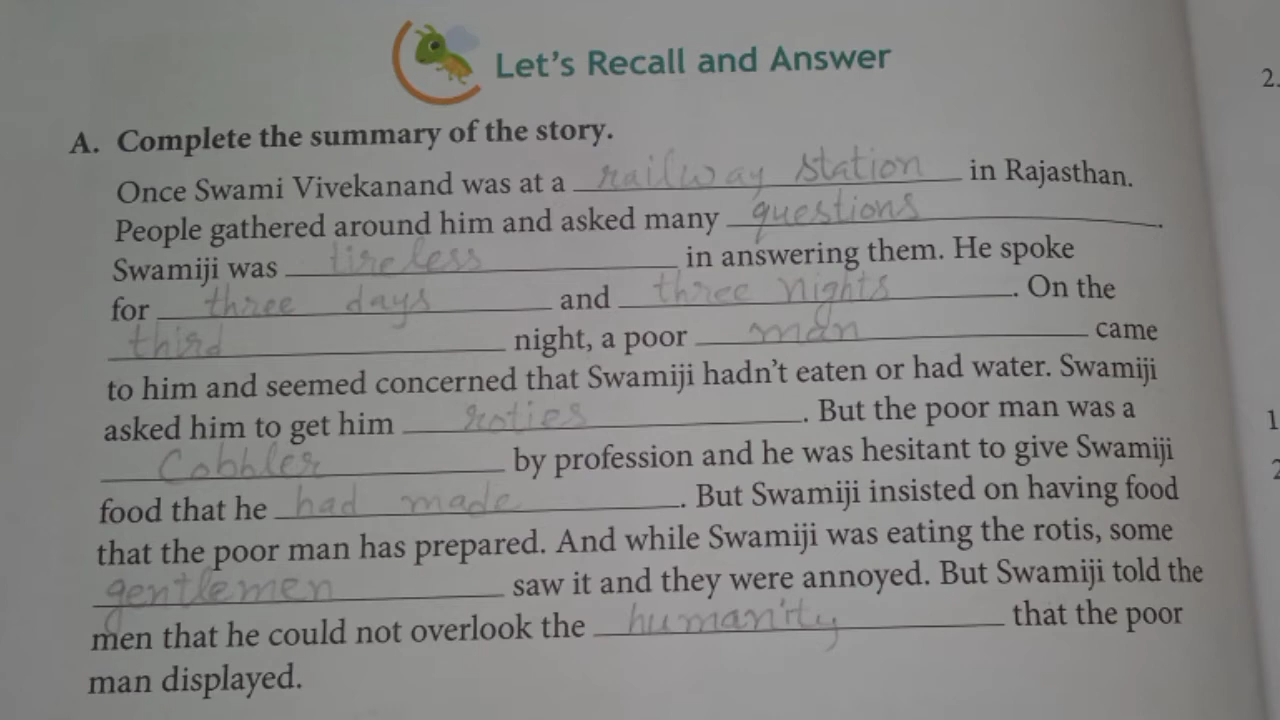 Let's Recall and Answer
A. Complete the summary of the story.
Once Swami Vivekanand was at a railway station in Rajasthan.
People gathered around him and asked many questions.
Swamiji was tireless in answering them. He spoke
for three days and three nights. On the
third night, a poor man came
to him and seemed concerned that Swamiji hadn't eaten or had water. Swamiji
asked him to get him roties. But the poor man was a
Cobbler by profession and he was hesitant to give Swamiji
food that he had made. But Swamiji insisted on having food
that the poor man has prepared. And while Swamiji was eating the rotis, some
gentlemen saw it and they were annoyed. But Swamiji told the
men that he could not overlook the humanity that the poor
man displayed.
2.
1
2